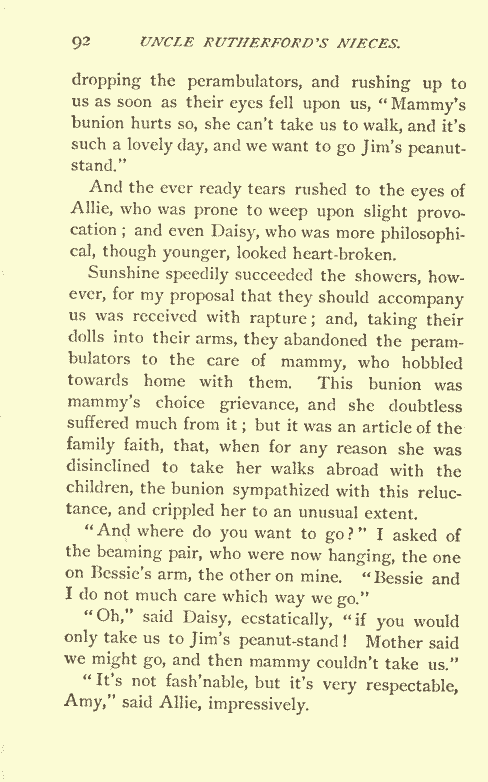 92 UNCLE RUTHERFORD'S NIECES.
dropping the perambulators, and rushing up to
us as soon as their eyes fell upon us, "Mammy's
bunion hurts so, she can't take us to walk, and it's
such a lovely day, and we want to go Jim's peanut-
stand."
And the ever ready tears rushed to the eyes of
Allie, who was prone to weep upon slight provo-
cation; and even Daisy, who was more philosophi-
cal, though younger, looked heart-broken.
Sunshine speedily succeeded the showers, how-
ever, for my proposal that they should accompany
us was received with rapture; and, taking their
dolls into their arms, they abandoned the peram-
bulators to the care of mammy, who hobbled
towards home with them. This bunion was
mammy's choice grievance, and she doubtless
suffered much from it; but it was an article of the
family faith, that, when for any reason she was
disinclined to take her walks abroad with the
children, the bunion sympathized with this reluc-
tance, and crippled her to an unusual extent.
"And where do you want to go?" I asked of
the beaming pair, who were now hanging, the one
on Bessie's arm, the other on mine. "Bessie and
I do not much care which way we go."
"Oh," said Daisy, ecstatically, "if you would
only take us to Jim's peanut-stand! Mother said
we might go, and then mammy couldn't take us."
"It's not fash'nable, but it's very respectable,
Amy," said Allie, impressively.